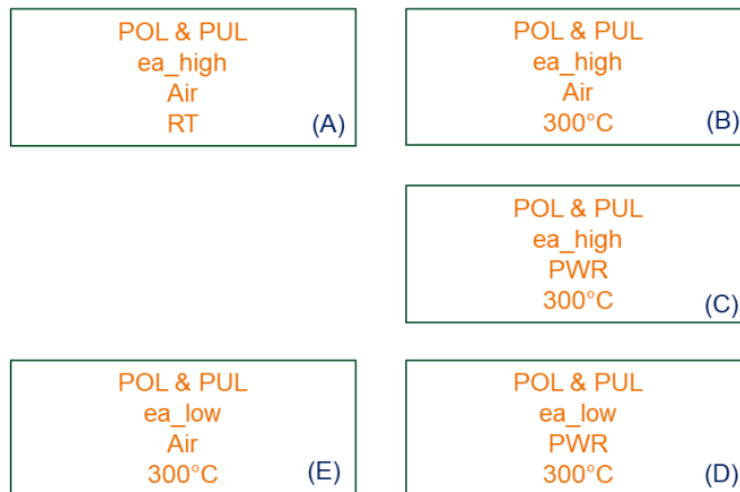 POL & PUL
ea_high
Air
RT
(A)
POL & PUL
ea_high
Air
300°C
(B)
POL & PUL
ea_high
PWR
300°C
(C)
POL & PUL
ea_low
Air
300°C
(E)
POL & PUL
ea_low
PWR
300°C
(D)